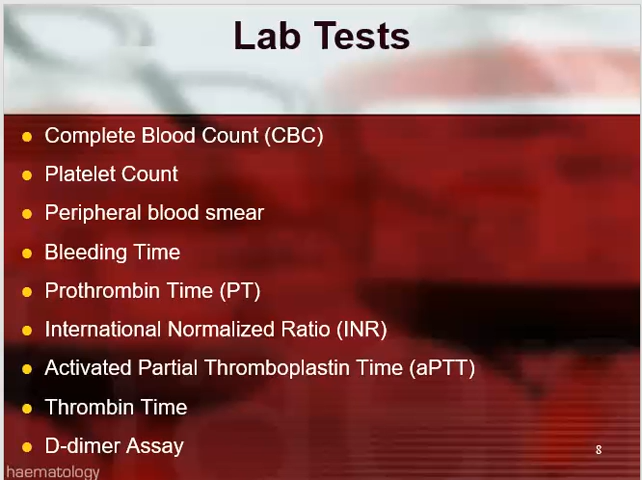 Lab Tests
Complete Blood Count (CBC)
Platelet Count
Peripheral blood smear
Bleeding Time
Prothrombin Time (PT)
International Normalized Ratio (INR)
Activated Partial Thromboplastin Time (aPTT)
Thrombin Time
D-dimer Assay
8
haematology